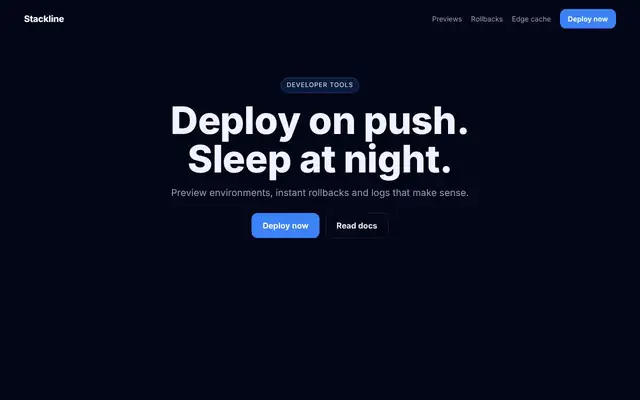 Stackline
Previews Rollbacks Edge cache Deploy now
DEVELOPER TOOLS
Deploy on push.
Sleep at night.
Preview environments, instant rollbacks and logs that make sense.
Deploy now Read docs